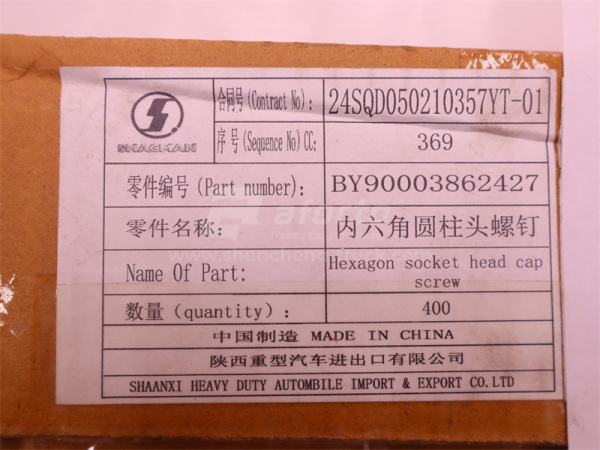 合同号(Contract No): 24SQD050210357YT-01
SHACMAN
序号(Sequence No)CC: 369
零件编号(Part number): BY90003862427
零件名称: 内六角圆柱头螺钉
Name Of Part: Hexagon socket head cap
screw
数量(quantity): 400
中国制造 MADE IN CHINA
陕西重型汽车进出口有限公司
SHAANXI HEAVY DUTY AUTOMBILE IMPORT & EXPORT CO.LTD